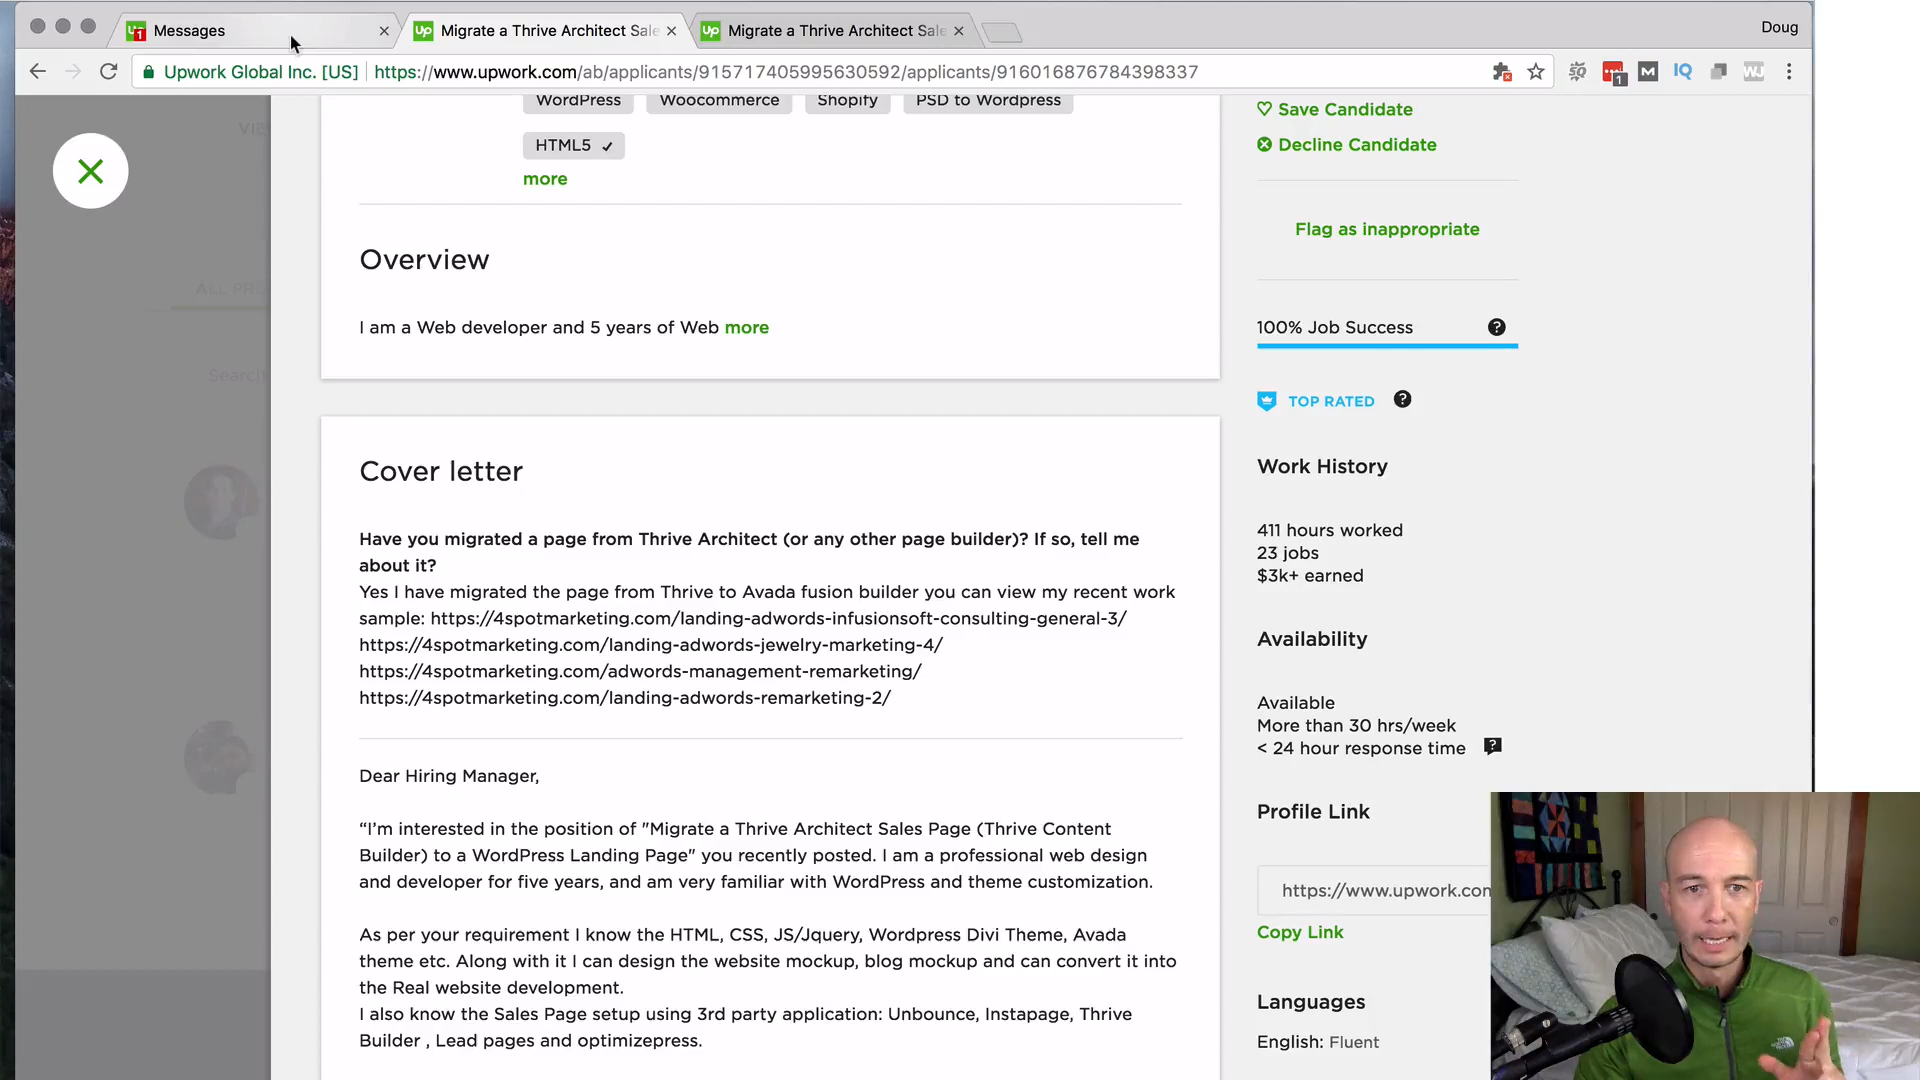 Messages
Migrate a Thrive Architect Sale
Migrate a Thrive Architect Sale
Doug
Upwork Global Inc. [US]
https://www.upwork.com/ab/applicants/915717405995630592/applicants/916016876784398337
WordPress
Woocommerce
Shopify
PSD to Wordpress
HTML5
more
Overview
I am a Web developer and 5 years of Web more
Cover letter
Have you migrated a page from Thrive Architect (or any other page builder)? If so, tell me
about it?
Yes I have migrated the page from Thrive to Avada fusion builder you can view my recent work
sample: https://4spotmarketing.com/landing-adwords-infusionsoft-consulting-general-3/
https://4spotmarketing.com/landing-adwords-jewelry-marketing-4/
https://4spotmarketing.com/adwords-management-remarketing/
https://4spotmarketing.com/landing-adwords-remarketing-2/
Dear Hiring Manager,
“I’m interested in the position of "Migrate a Thrive Architect Sales Page (Thrive Content
Builder) to a WordPress Landing Page" you recently posted. I am a professional web design
and developer for five years, and am very familiar with WordPress and theme customization.
As per your requirement I know the HTML, CSS, JS/Jquery, Wordpress Divi Theme, Avada
theme etc. Along with it I can design the website mockup, blog mockup and can convert it into
the Real website development.
I also know the Sales Page setup using 3rd party application: Unbounce, Instapage, Thrive
Builder , Lead pages and optimizepress.
Save Candidate
Decline Candidate
Flag as inappropriate
100% Job Success
TOP RATED
Work History
411 hours worked
23 jobs
$3k+ earned
Availability
Available
More than 30 hrs/week
< 24 hour response time
Profile Link
https://www.upwork.com
Copy Link
Languages
English: Fluent